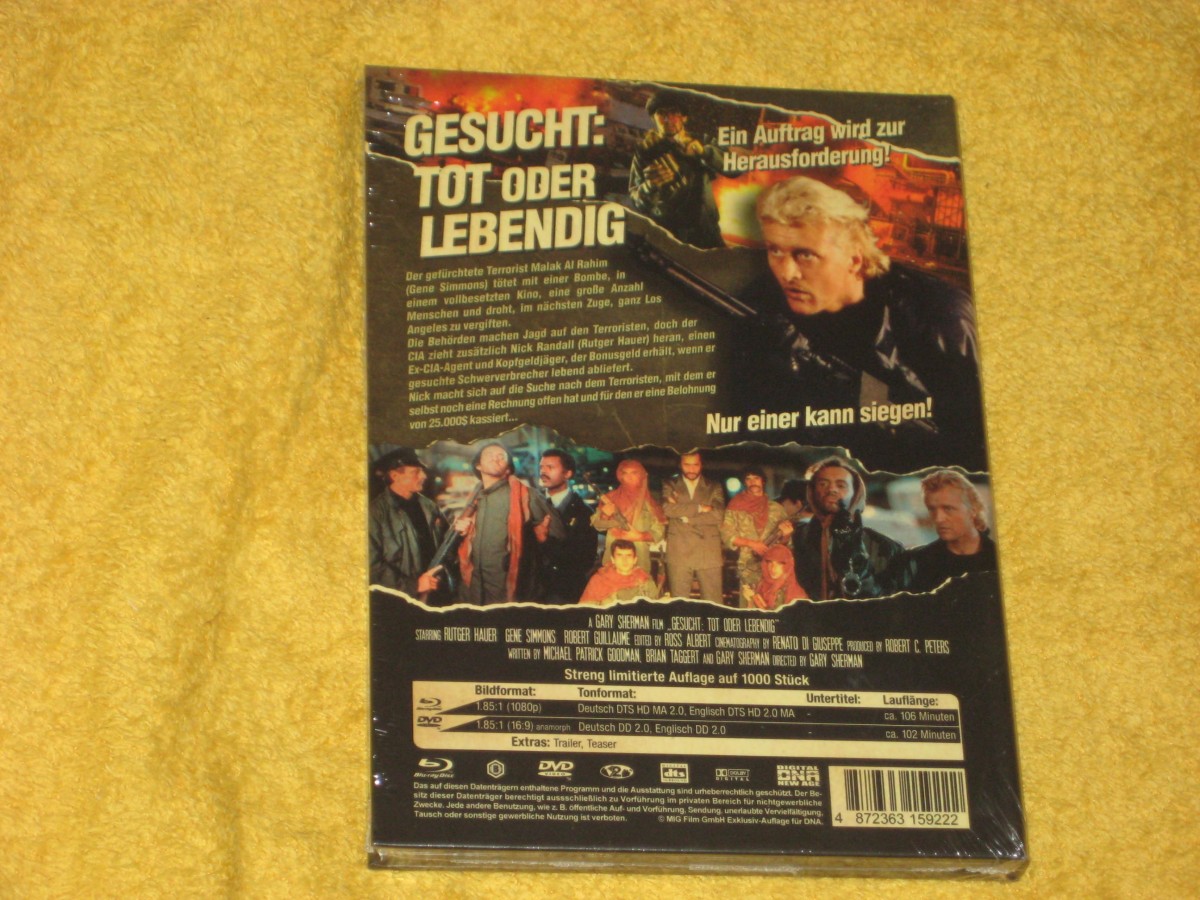 GESUCHT:
TOT ODER
LEBENDIG
Ein Auftrag wird zur
Herausforderung!
Der gefürchtete Terrorist Malak Al Rahim
(Gene Simmons) tötet mit einer Bombe, in
einem vollbesetzten Kino, eine große Anzahl
Menschen und droht, im nächsten Zuge, ganz Los
Angeles zu vergiften.
Die Behörden machen Jagd auf den Terroristen, doch der
CIA zieht zusätzlich Nick Randall (Rutger Hauer) heran, einen
Ex-CIA-Agent und Kopfgeldjäger, der Bonusgeld erhält, wenn er
gesuchte Schwerverbrecher lebend abliefert.
Nick macht sich auf die Suche nach dem Terroristen, mit dem er
selbst noch eine Rechnung offen hat und für den er eine Belohnung
von 25.000$ kassiert...
Nur einer kann siegen!
A GARY SHERMAN FILM „GESUCHT: TOT ODER LEBENDIG"
STARRING RUTGER HAUER GENE SIMMONS ROBERT GUILLAUME EDITED BY ROSS ALBERT CINEMATOGRAPHY BY RENATO DI GIUSEPPE PRODUCED BY ROBERT C. PETERS
WRITTEN BY MICHAEL PATRICK GOODMAN, BRIAN TAGGERT AND GARY SHERMAN DIRECTED BY GARY SHERMAN
Streng limitierte Auflage auf 1000 Stück
Bildformat: Tonformat: Untertitel: Lauflänge:
1.85:1 (1080p) Deutsch DTS HD MA 2.0, Englisch DTS HD 2.0 MA - ca. 106 Minuten
DVD 1.85:1 (16:9) anamorph Deutsch DD 2.0, Englisch DD 2.0 ca. 102 Minuten
Extras: Trailer, Teaser
Blu-ray Disc DVD VIDEO dts DOLBY DIGITAL DIGITAL DNA NEW AGE
Das auf diesen Datenträgern enthaltene Programm und die Ausstattung sind urheberrechtlich geschützt. Der Be-
sitz dieser Datenträger berechtigt aussschließlich zu Vorführung im privaten Bereich für nichtgewerbliche
Zwecke. Jede andere Benutzung, wie z. B. öffentliche Auf- und Vorführung, Sendung, unerlaubte Vervielfältigung,
Tausch oder sonstige gewerbliche Nutzung ist verboten. © MIG Film GmbH Exklusiv-Auflage für DNA.
4 872363 159222